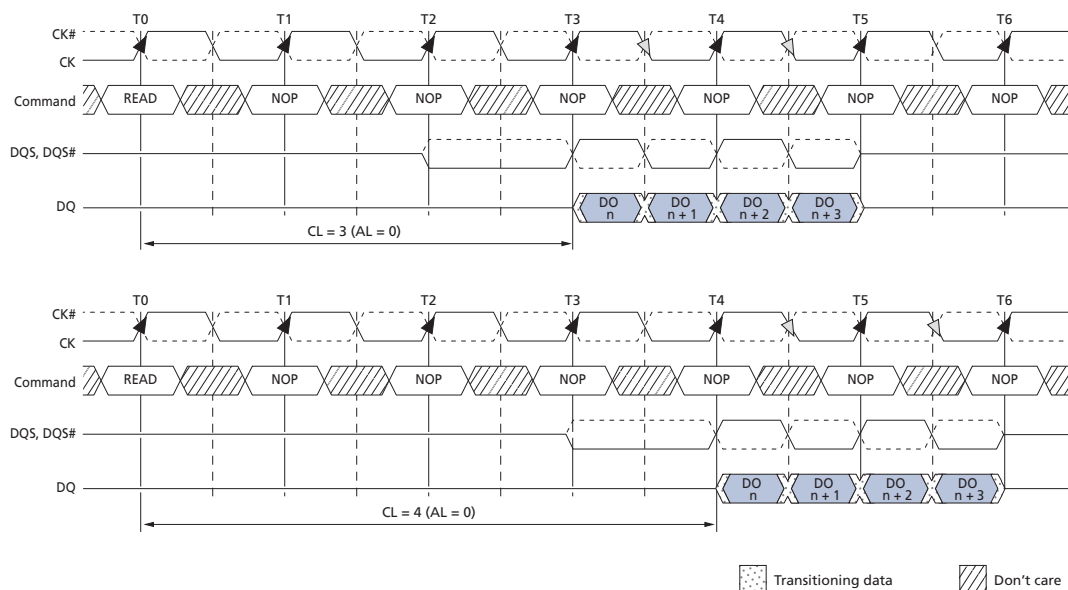 T0 T1 T2 T3 T4 T5 T6
CK#
CK
Command READ NOP NOP NOP NOP NOP NOP
DQS, DQS#
DQ DO n DO n + 1 DO n + 2 DO n + 3
CL = 3 (AL = 0)
T0 T1 T2 T3 T4 T5 T6
CK#
CK
Command READ NOP NOP NOP NOP NOP NOP
DQS, DQS#
DQ DO n DO n + 1 DO n + 2 DO n + 3
CL = 4 (AL = 0)
Transitioning data Don't care